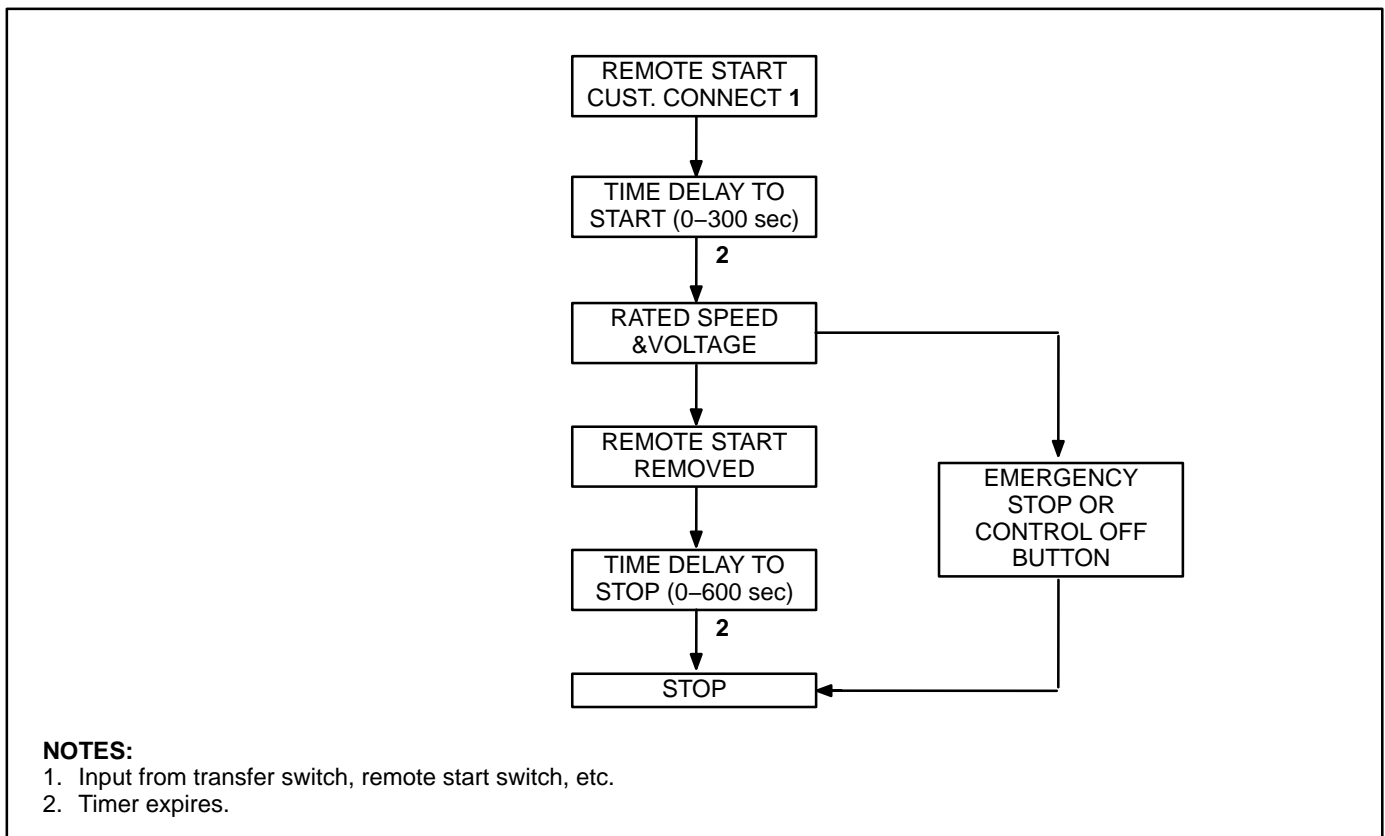 REMOTE START
CUST. CONNECT 1
TIME DELAY TO
START (0–300 sec)
2
RATED SPEED
&VOLTAGE
REMOTE START
REMOVED
EMERGENCY
STOP OR
CONTROL OFF
BUTTON
TIME DELAY TO
STOP (0–600 sec)
2
STOP
NOTES:
1. Input from transfer switch, remote start switch, etc.
2. Timer expires.